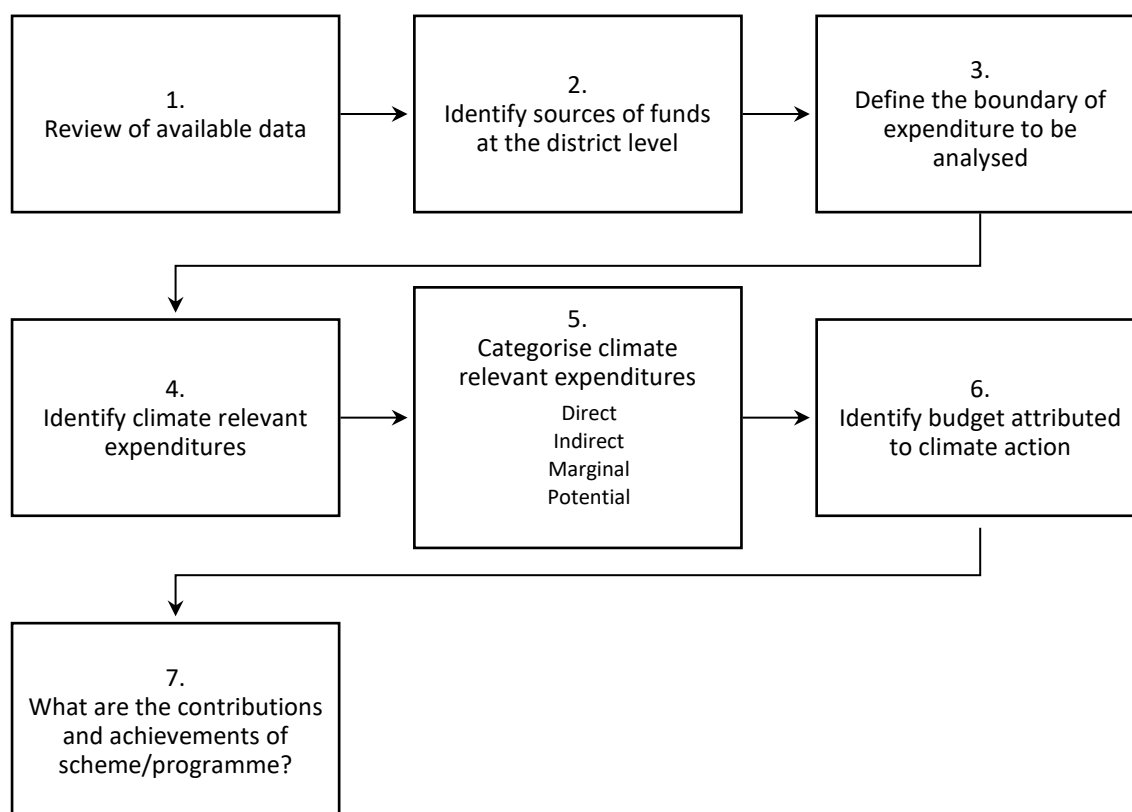 1.
Review of available data
2.
Identify sources of funds
at the district level
3.
Define the boundary of
expenditure to be
analysed
4.
Identify climate relevant
expenditures
5.
Categorise climate
relevant expenditures
Direct
Indirect
Marginal
Potential
6.
Identify budget attributed
to climate action
7.
What are the contributions
and achievements of
scheme/programme?